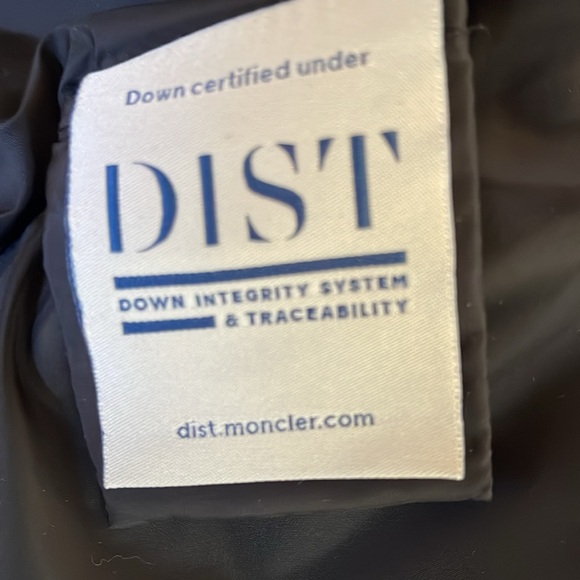 Down certified under
DIST
DOWN INTEGRITY SYSTEM
& TRACEABILITY
dist.moncler.com